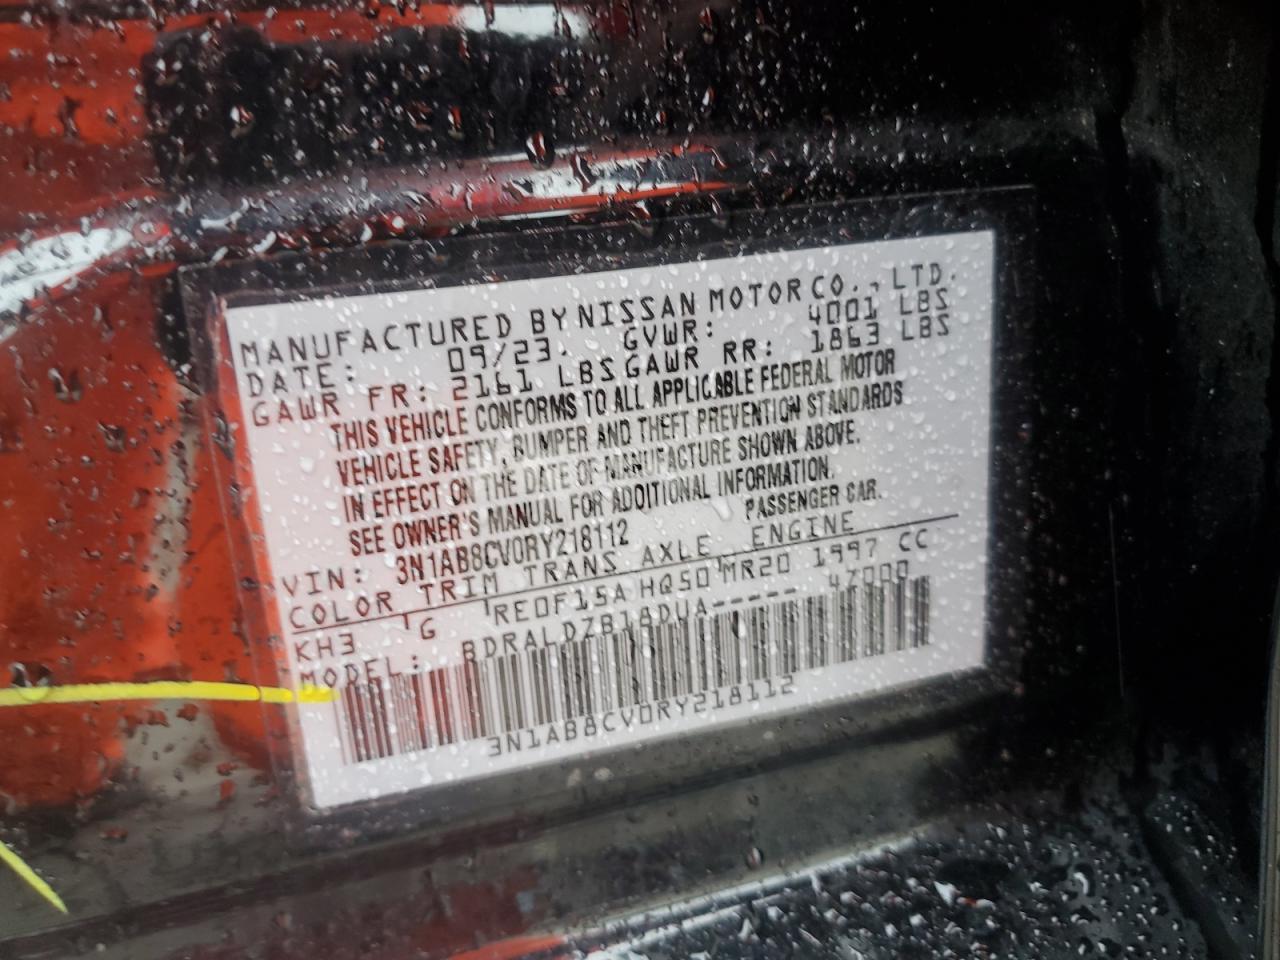 MANUFACTURED BY NISSAN MOTOR CO., LTD.
DATE: 09/23. GVWR: 4001 LBS
GAWR FR: 2161 LBS GAWR RR: 1863 LBS
THIS VEHICLE CONFORMS TO ALL APPLICABLE FEDERAL MOTOR
VEHICLE SAFETY, BUMPER AND THEFT PREVENTION STANDARDS
IN EFFECT ON THE DATE OF MANUFACTURE SHOWN ABOVE.
SEE OWNER'S MANUAL FOR ADDITIONAL INFORMATION.
VIN: 3N1AB8CV0RY218112 PASSENGER CAR.
COLOR TRIM TRANS AXLE ENGINE
KH3 G RE0F15A HQ50 MR20 1997 CC
MODEL: BDRALDZB18DUA----- 47000
3N1AB8CV0RY218112